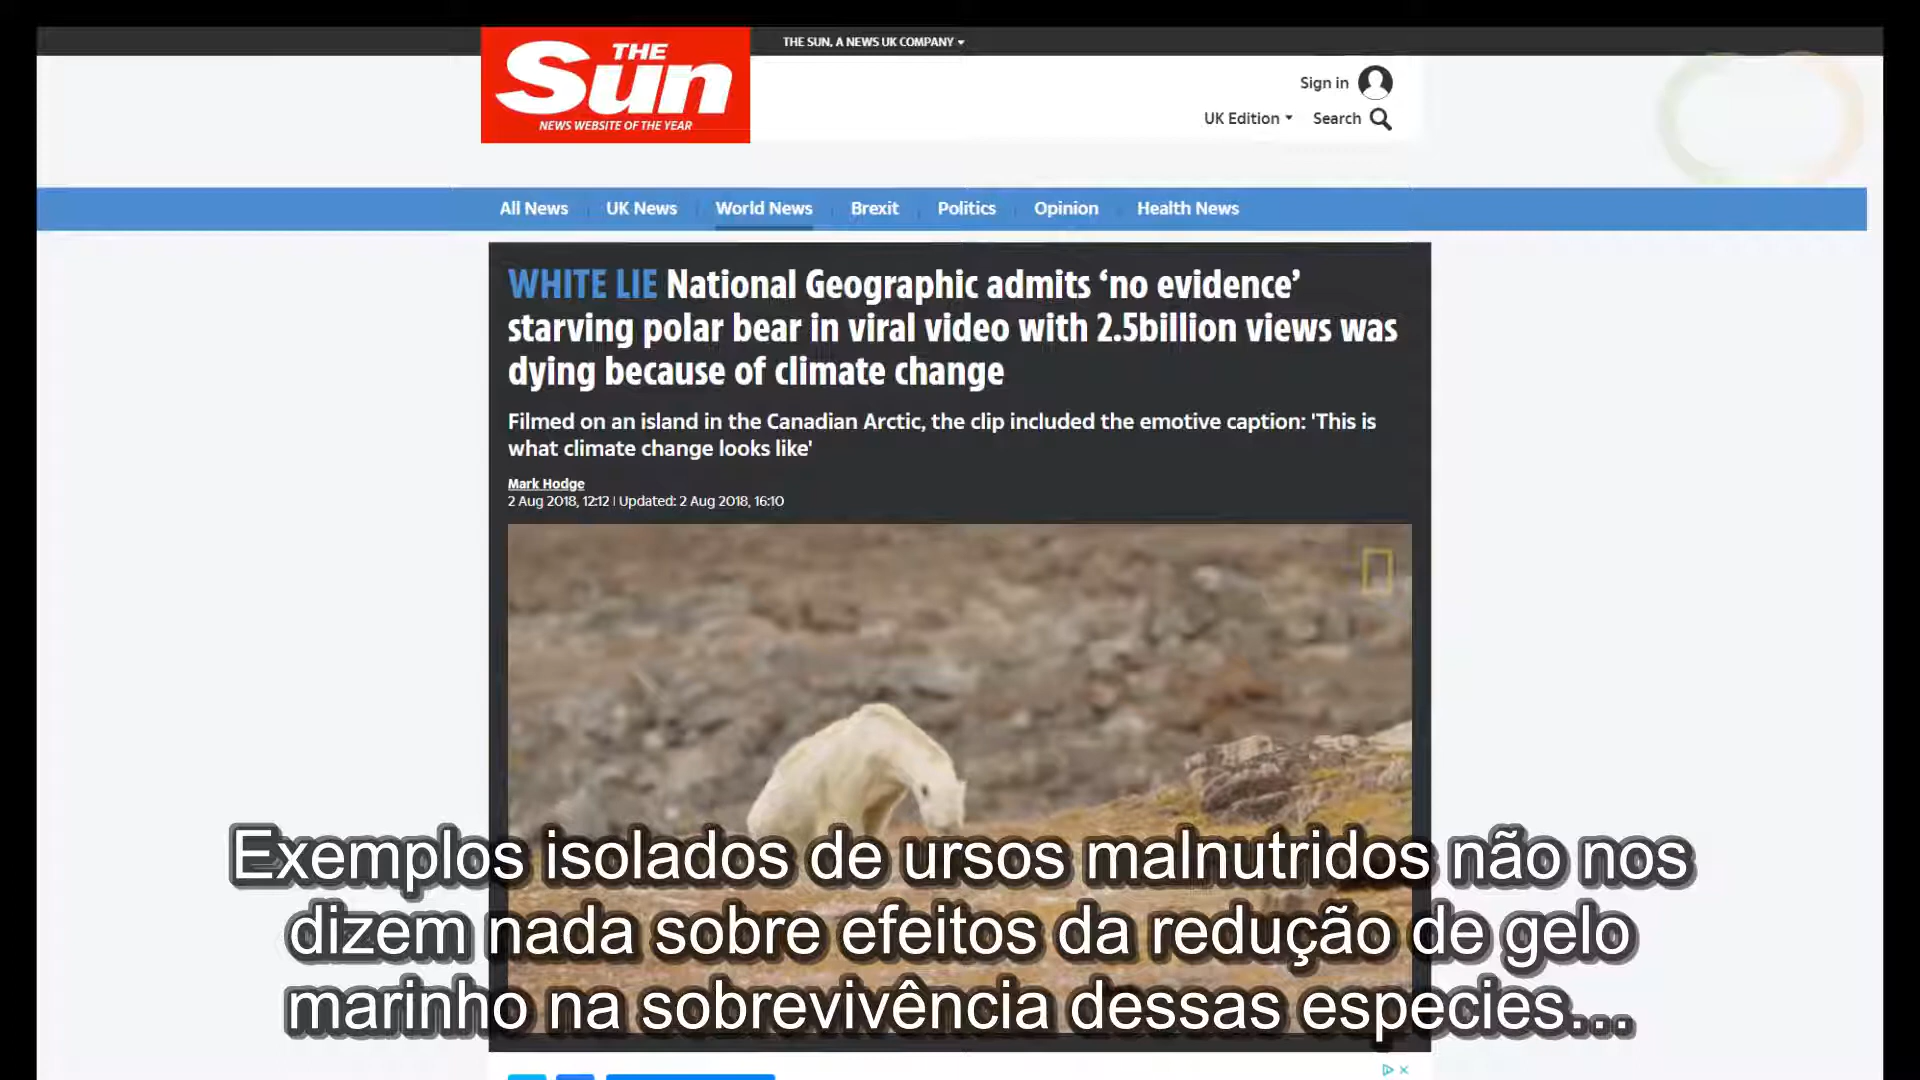 THE SUN, A NEWS UK COMPANY
THE
Sun
NEWS WEBSITE OF THE YEAR
Sign in
UK Edition
Search
All News
UK News
World News
Brexit
Politics
Opinion
Health News
WHITE LIE National Geographic admits ‘no evidence’
starving polar bear in viral video with 2.5billion views was
dying because of climate change
Filmed on an island in the Canadian Arctic, the clip included the emotive caption: 'This is
what climate change looks like'
Mark Hodge
2 Aug 2018, 12:12 | Updated: 2 Aug 2018, 16:10
Exemplos isolados de ursos malnutridos não nos
dizem nada sobre efeitos da redução de gelo
marinho na sobrevivência dessas especies...